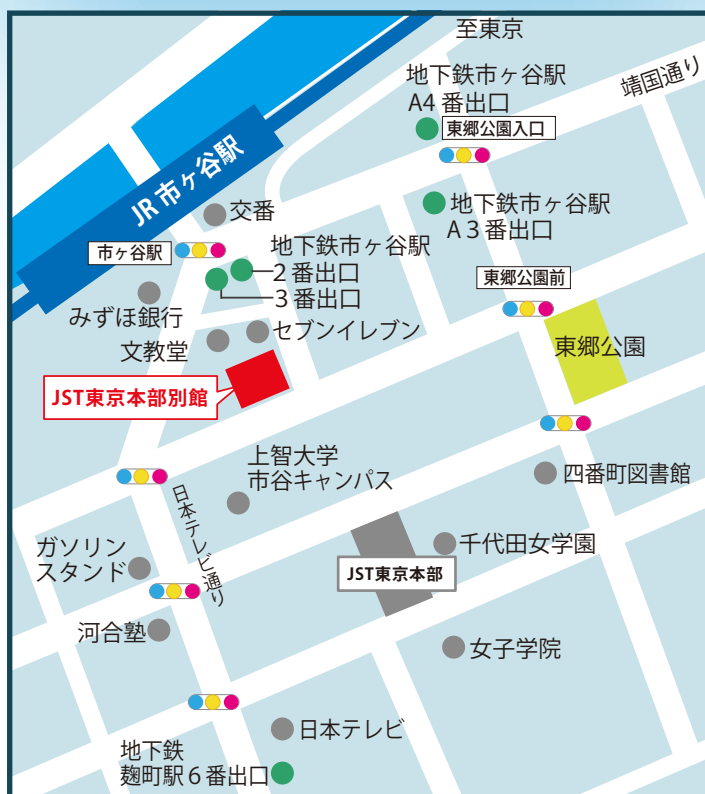 至東京
地下鉄市ヶ谷駅
A4 番出口
靖国通り
東郷公園入口
JR 市ヶ谷駅
交番
地下鉄市ヶ谷駅
A 3 番出口
市ヶ谷駅
地下鉄市ヶ谷駅
2 番出口
3 番出口
東郷公園前
みずほ銀行
セブンイレブン
文教堂
東郷公園
JST東京本部別館
上智大学
市谷キャンパス
四番町図書館
日本テレビ通り
ガソリン
スタンド
千代田女学園
JST東京本部
河合塾
女子学院
日本テレビ
地下鉄
麹町駅 6 番出口